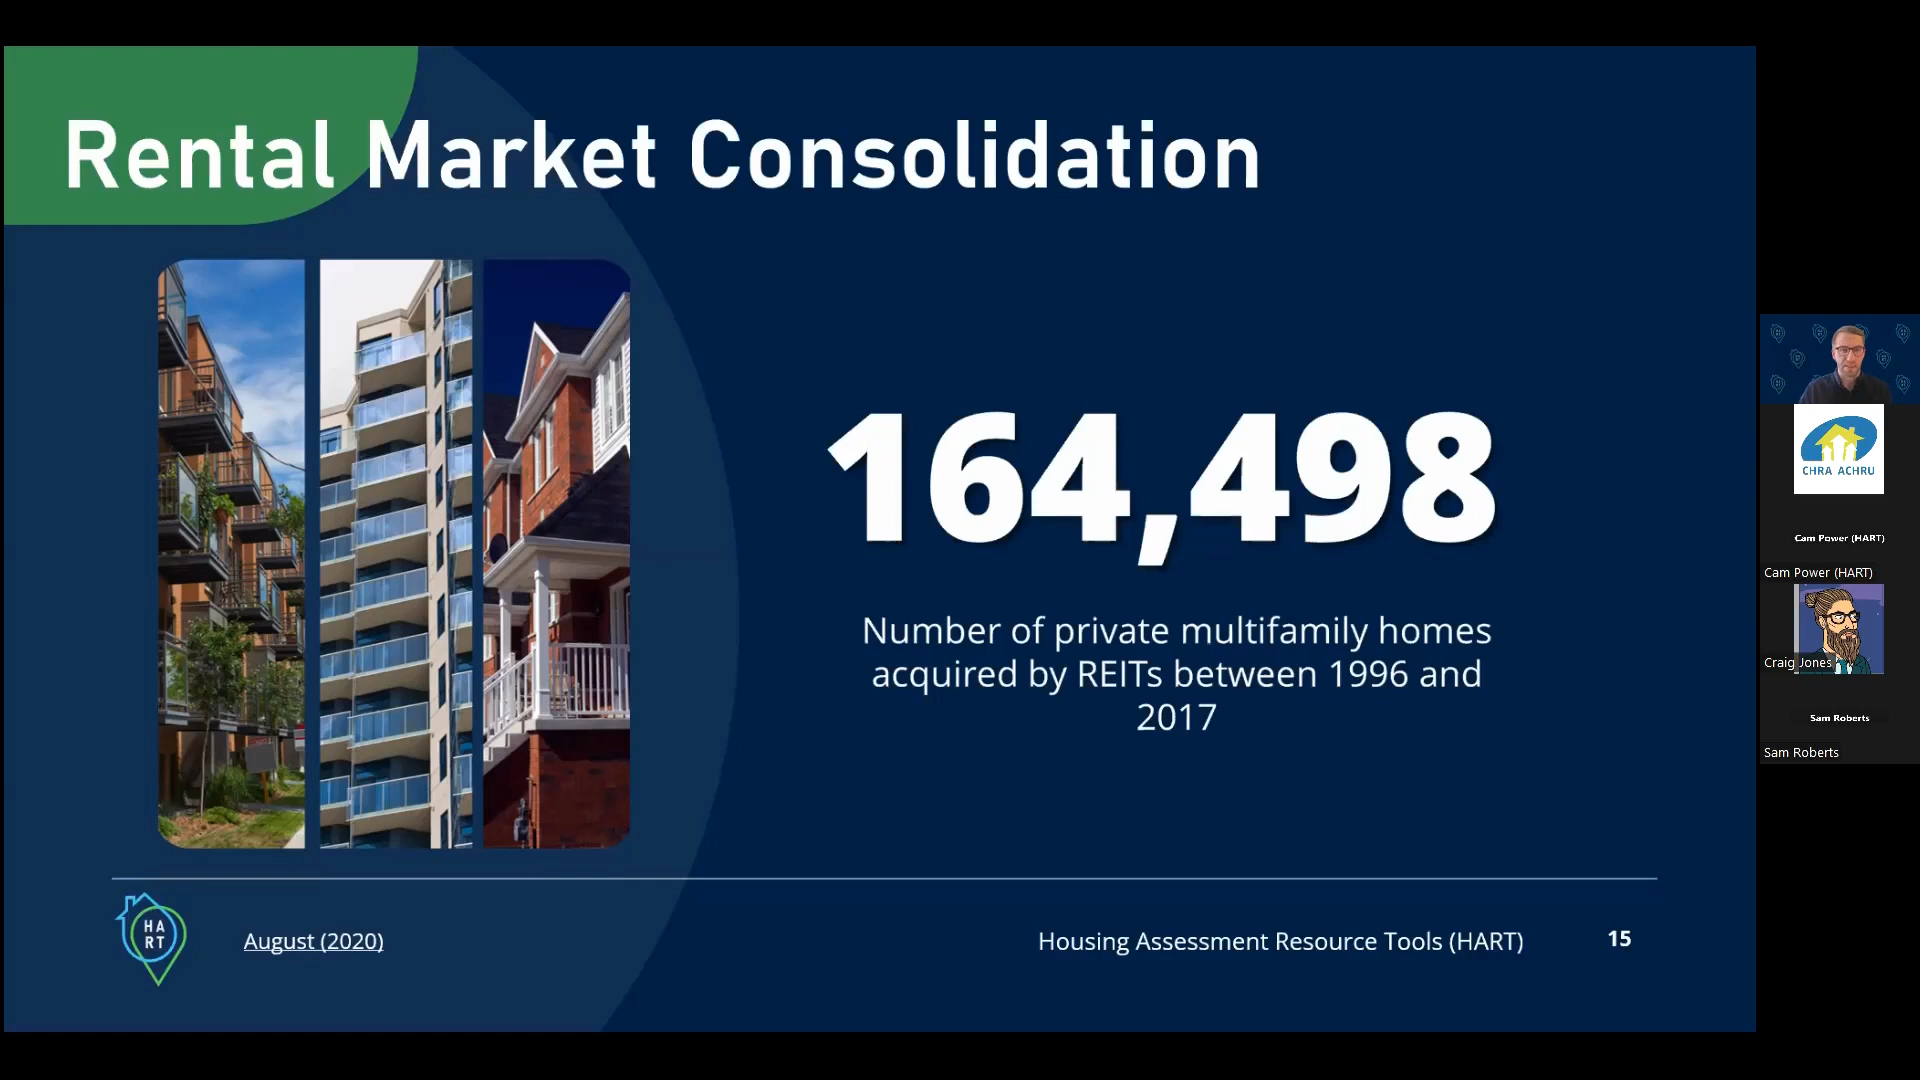 Rental Market Consolidation
164,498
Number of private multifamily homes
acquired by REITs between 1996 and
2017
HA
RT
August (2020)
Housing Assessment Resource Tools (HART)
15
CHRA ACHRU
Cam Power (HART)
Cam Power (HART)
Craig Jones
Sam Roberts
Sam Roberts